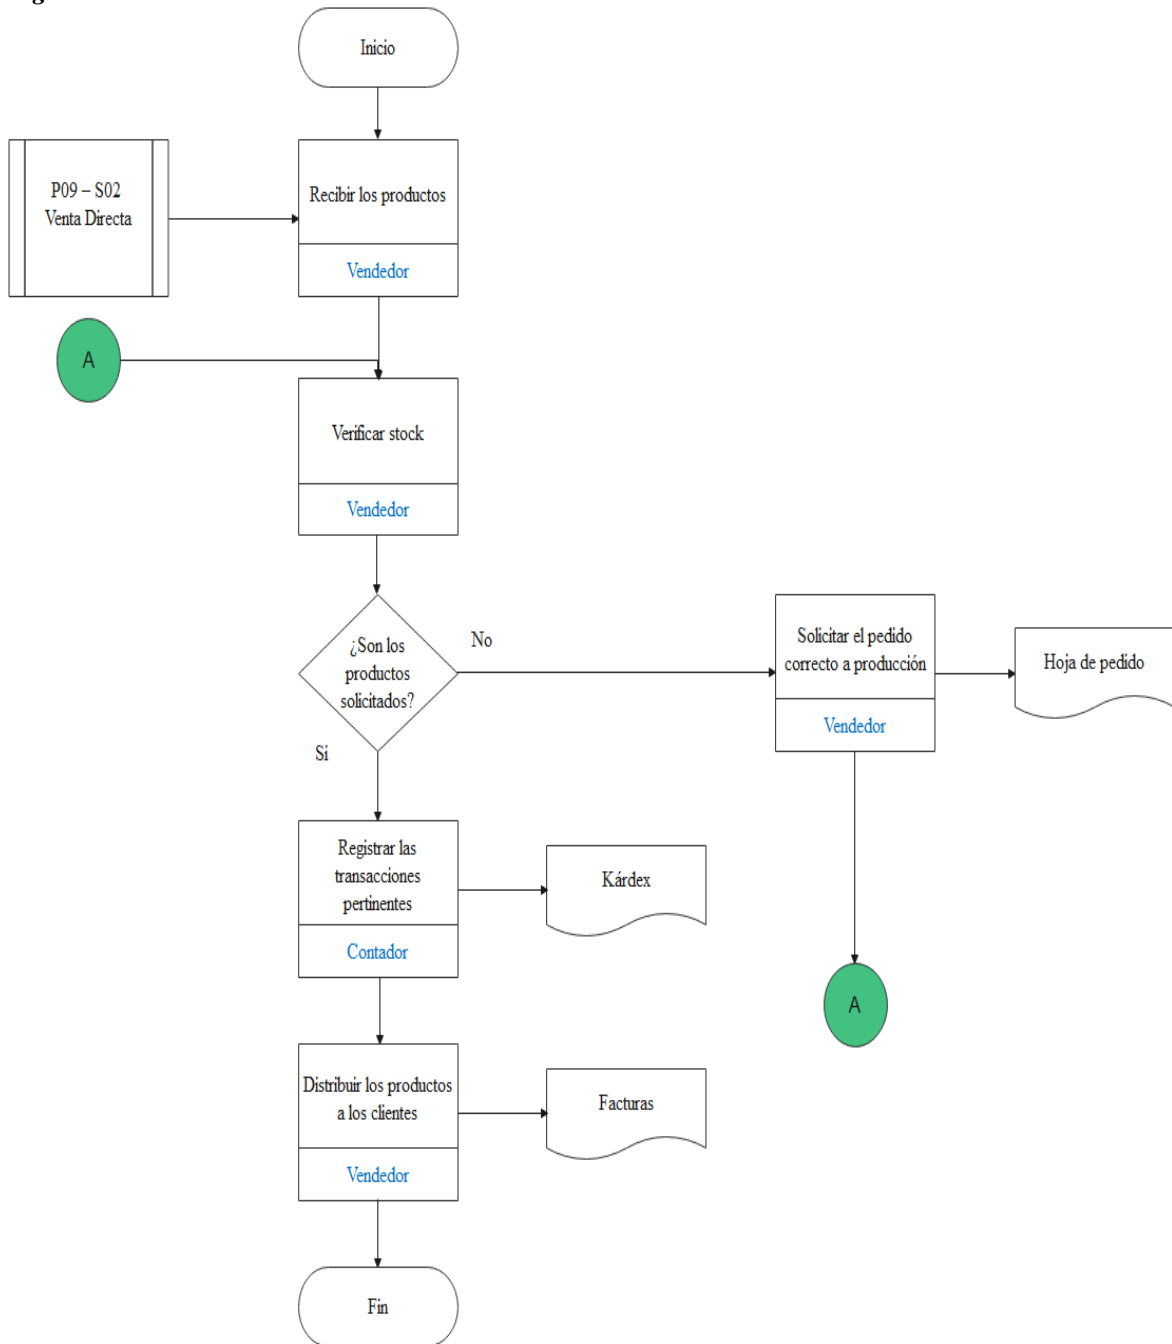 Inicio
P09 – S02
Venta Directa
Recibir los productos
Vendedor
A
Verificar stock
Vendedor
¿Son los
productos
solicitados?
No
Sí
Solicitar el pedido
correcto a producción
Vendedor
Hoja de pedido
Registrar las
transacciones
pertinentes
Contador
Kárdex
A
Distribuir los productos
a los clientes
Vendedor
Facturas
Fin